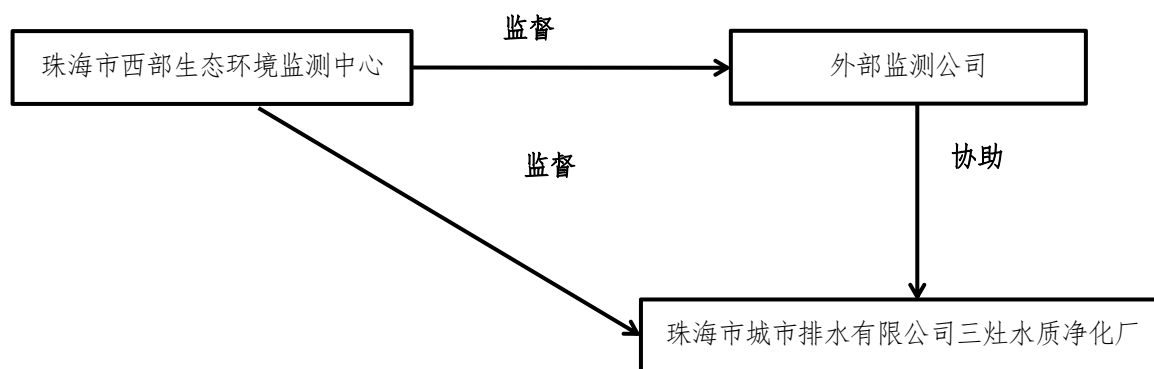 监督
珠海市西部生态环境监测中心
外部监测公司
监督
协助
珠海市城市排水有限公司三灶水质净化厂